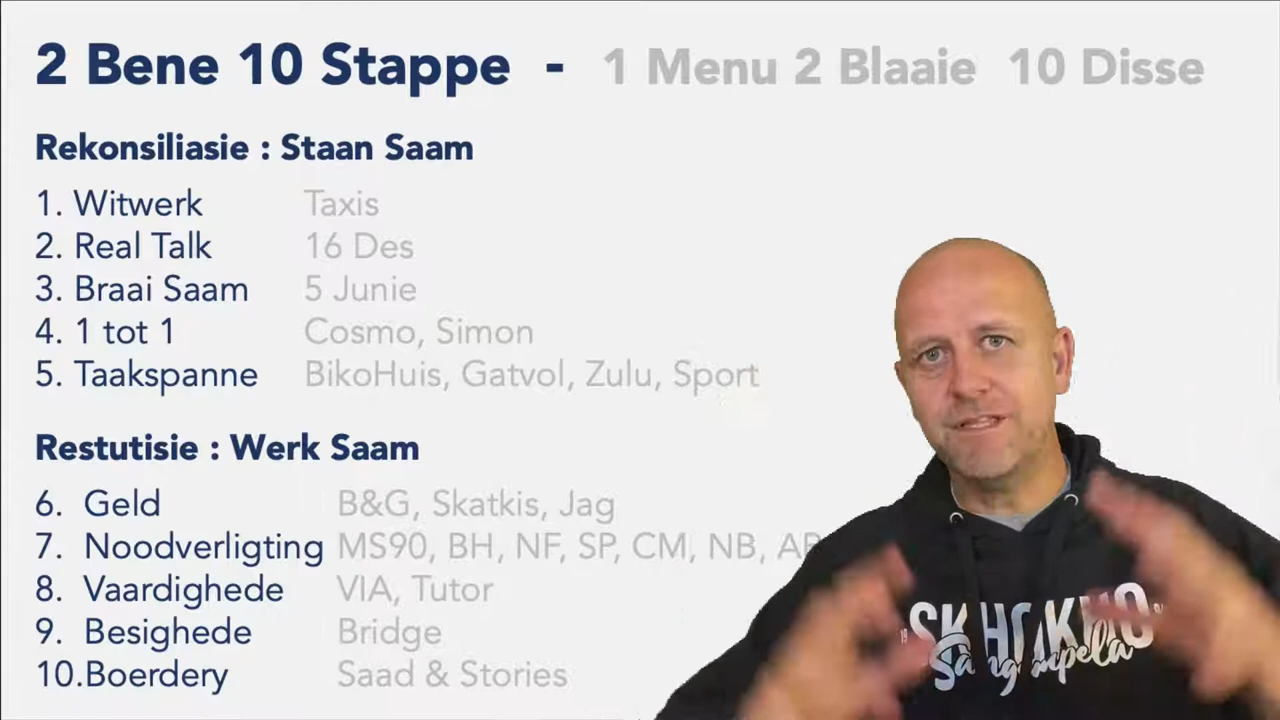 2 Bene 10 Stappe - 1 Menu 2 Blaaie 10 Disse
Rekonsiliasie : Staan Saam
1. Witwerk Taxis
2. Real Talk 16 Des
3. Braai Saam 5 Junie
4. 1 tot 1 Cosmo, Simon
5. Taakspanne BikoHuis, Gatvol, Zulu, Sport
Restutisie : Werk Saam
6. Geld B&G, Skatkis, Jag
7. Noodverligting MS90, BH, NF, SP, CM, NB,
8. Vaardighede VIA, Tutor
9. Besighede Bridge
10.Boerdery Saad & Stories